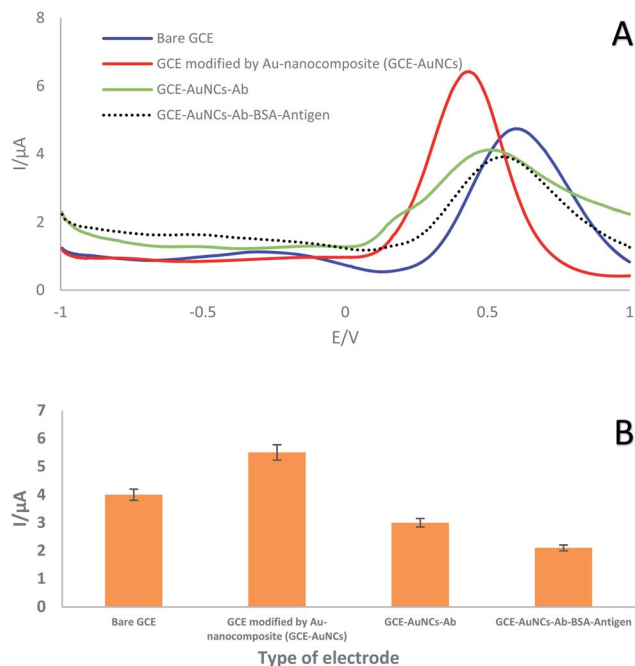 A
8
6
4
2
0
I/µA
Bare GCE
GCE modified by Au-nanocomposite (GCE-AuNCs)
GCE-AuNCs-Ab
GCE-AuNCs-Ab-BSA-Antigen
-1
-0.5
0
0.5
1
E/V
B
7
6
5
4
3
2
1
0
I/µA
Bare GCE
GCE modified by Au-
nanocomposite (GCE-AuNCs)
GCE-AuNCs-Ab
GCE-AuNCs-Ab-BSA-Antigen
Type of electrode